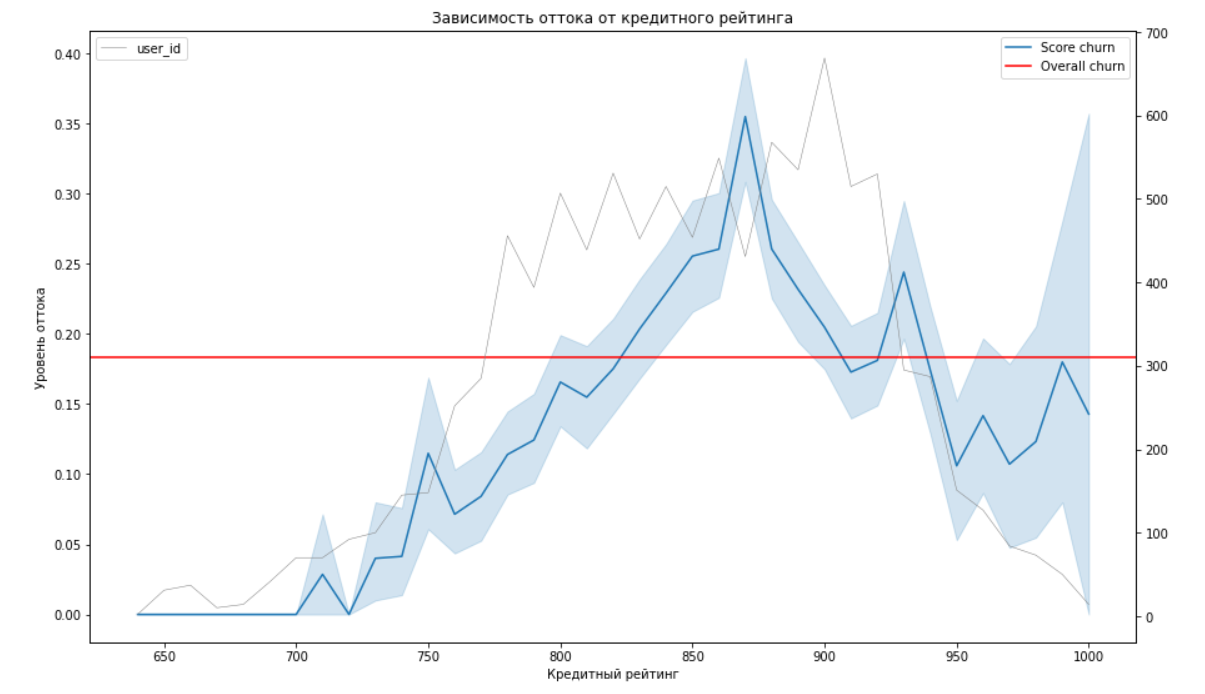 Зависимость оттока от кредитного рейтинга
user_id
Score churn
Overall churn
0.40
0.35
0.30
0.25
0.20
0.15
0.10
0.05
0.00
Уровень оттока
700
600
500
400
300
200
100
0
650 700 750 800 850 900 950 1000
Кредитный рейтинг